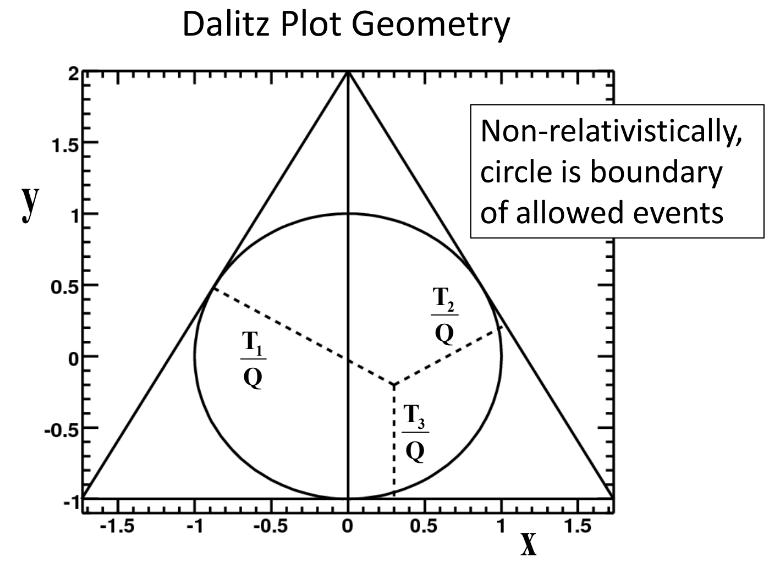 Dalitz Plot Geometry
2
1.5
1
0.5
0
-0.5
-1
y
Non-relativistically,
circle is boundary
of allowed events
T2
Q
T1
Q
T3
Q
-1.5 -1 -0.5 0 0.5 1 1.5
x